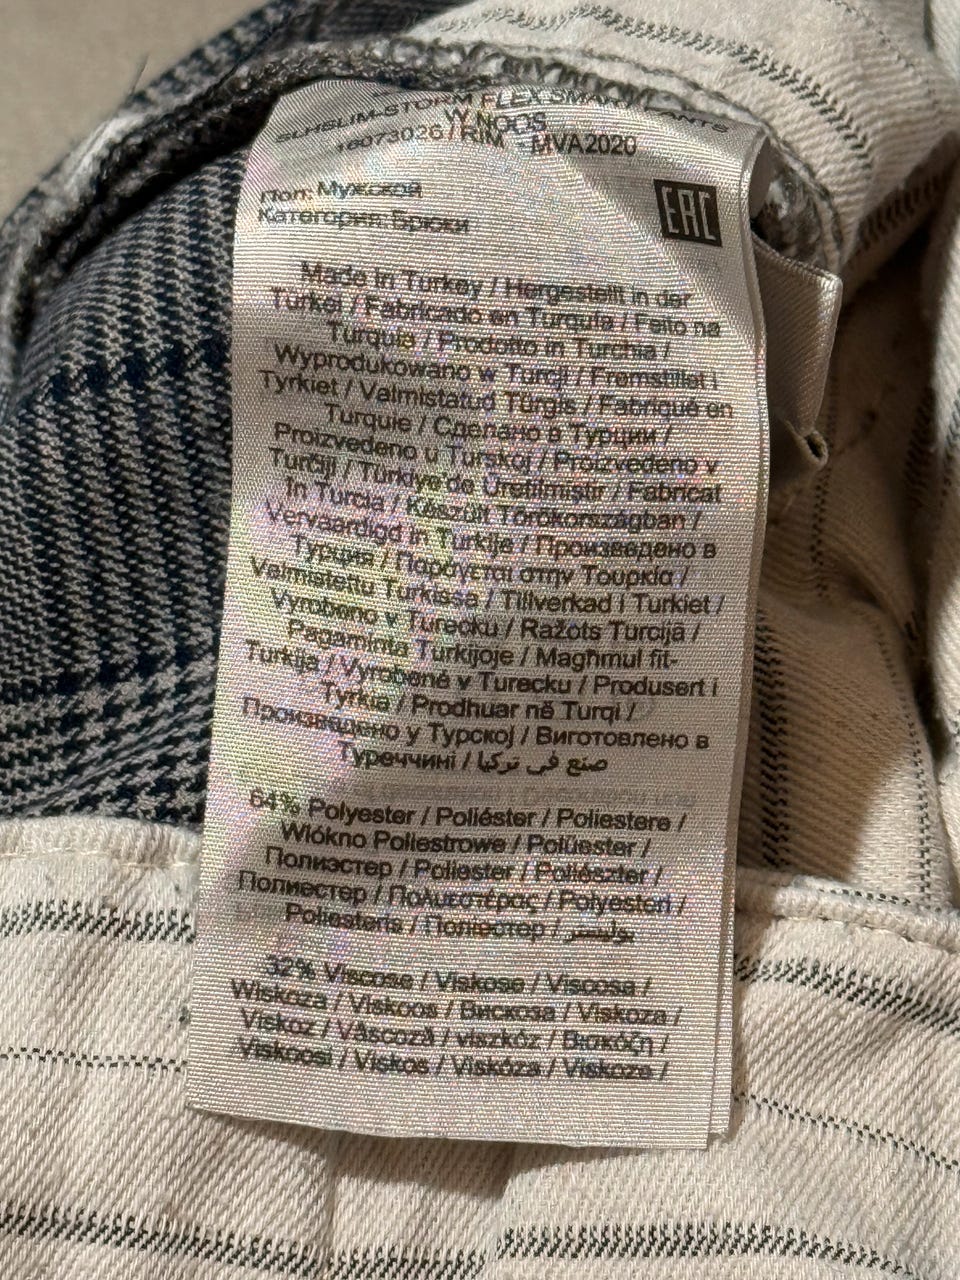 SLHSLIM-STORM FLEX SMART PANTS
W NOOS
16073026 / RIM - MVA2020
Пол: Мужской
Категория: Брюки
EAC
Made in Turkey / Hergestellt in der
Türkei / Fabricado en Turquía / Feito na
Turquia / Prodotto in Turchia /
Wyprodukowano w Turcji / Fremstillet i
Tyrkiet / Valmistatud Türgis / Fabriqué en
Turquie / Сделано в Турции /
Proizvedeno u Turskoj / Proizvedeno v
Turčiji / Türkiye'de Üretilmiştir / Fabricat
în Turcia / Készült Törökországban /
Vervaardigd in Turkije / Произведено в
Турция / Παράγεται στην Τουρκία /
Valmistettu Turkissa / Tillverkad i Turkiet /
Vyrobeno v Turecku / Ražots Turcijā /
Pagaminta Turkijoje / Magħmul fit-
Turkija / Vyrobené v Turecku / Produsert i
Tyrkia / Prodhuar në Turqi /
Произведено у Турској / Виготовлено в
Туреччині / صنع في تركيا
64% Polyester / Poliéster / Poliestere /
Włókno Poliestrowe / Polüester /
Полиэстер / Poliester / Poliészter /
Полиестер / Πολυεστέρας / Polyesteri /
Poliesteris / Поліестер / بوليستر
32% Viscose / Viskose / Viscosa /
Wiskoza / Viskoos / Вискоза / Viskoza /
Viskoz / Vâscoză / viszkóz / Βισκόζη /
Viskoosi / Viskos / Viskóza / Viskoze /